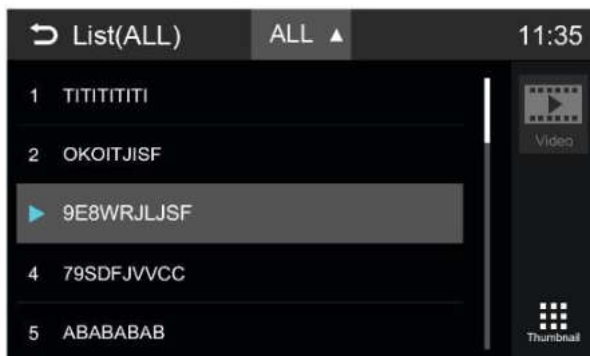 List(ALL) ALL ▲ 11:35
1 TITITITITI
2 OKOITJISF
9E8WRJLJSF
4 79SDFJVVCC
5 ABABABAB
Video
Thumbnail